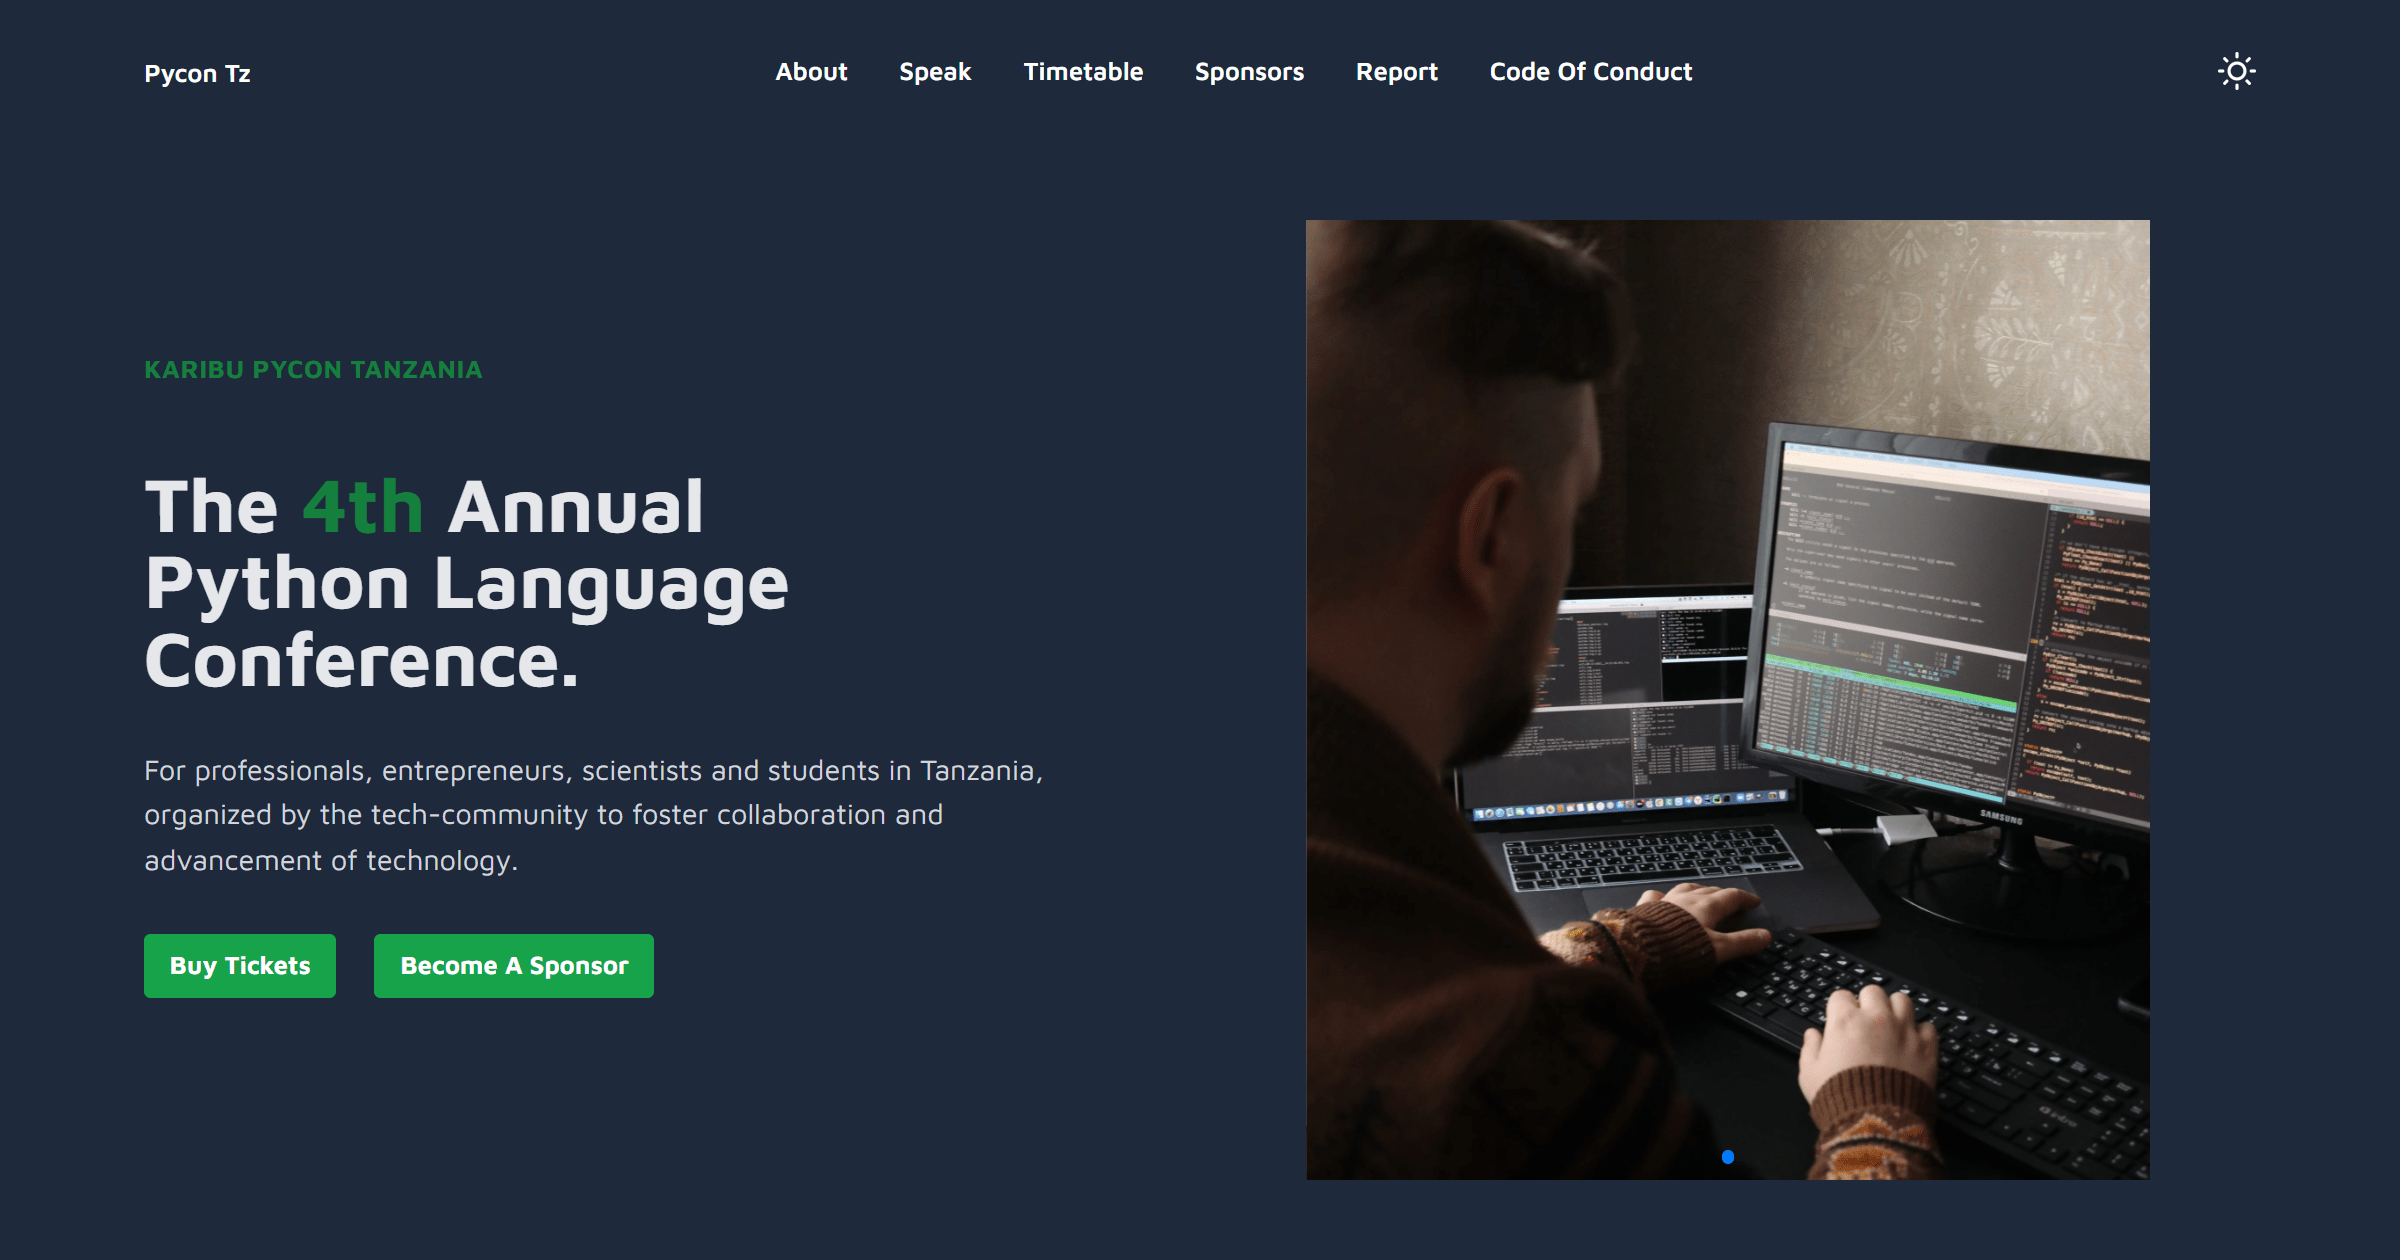 Pycon Tz
About
Speak
Timetable
Sponsors
Report
Code Of Conduct
KARIBU PYCON TANZANIA
The 4th Annual
Python Language
Conference.
For professionals, entrepreneurs, scientists and students in Tanzania,
organized by the tech-community to foster collaboration and
advancement of technology.
Buy Tickets
Become A Sponsor
SAMSUNG